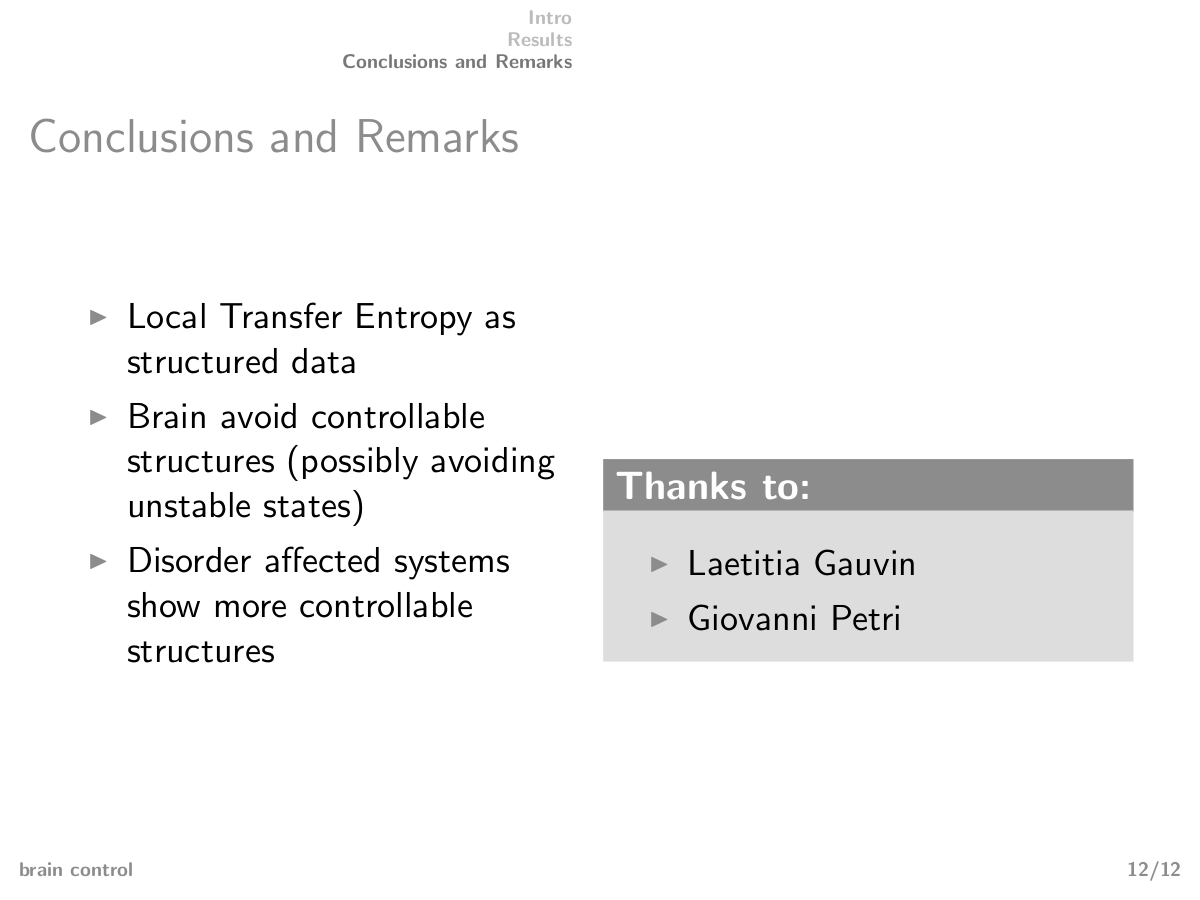 Intro
Results
Conclusions and Remarks
Conclusions and Remarks
▶ Local Transfer Entropy as
structured data
▶ Brain avoid controllable
structures (possibly avoiding
unstable states)
▶ Disorder affected systems
show more controllable
structures
Thanks to:
▶ Laetitia Gauvin
▶ Giovanni Petri
brain control
12/12